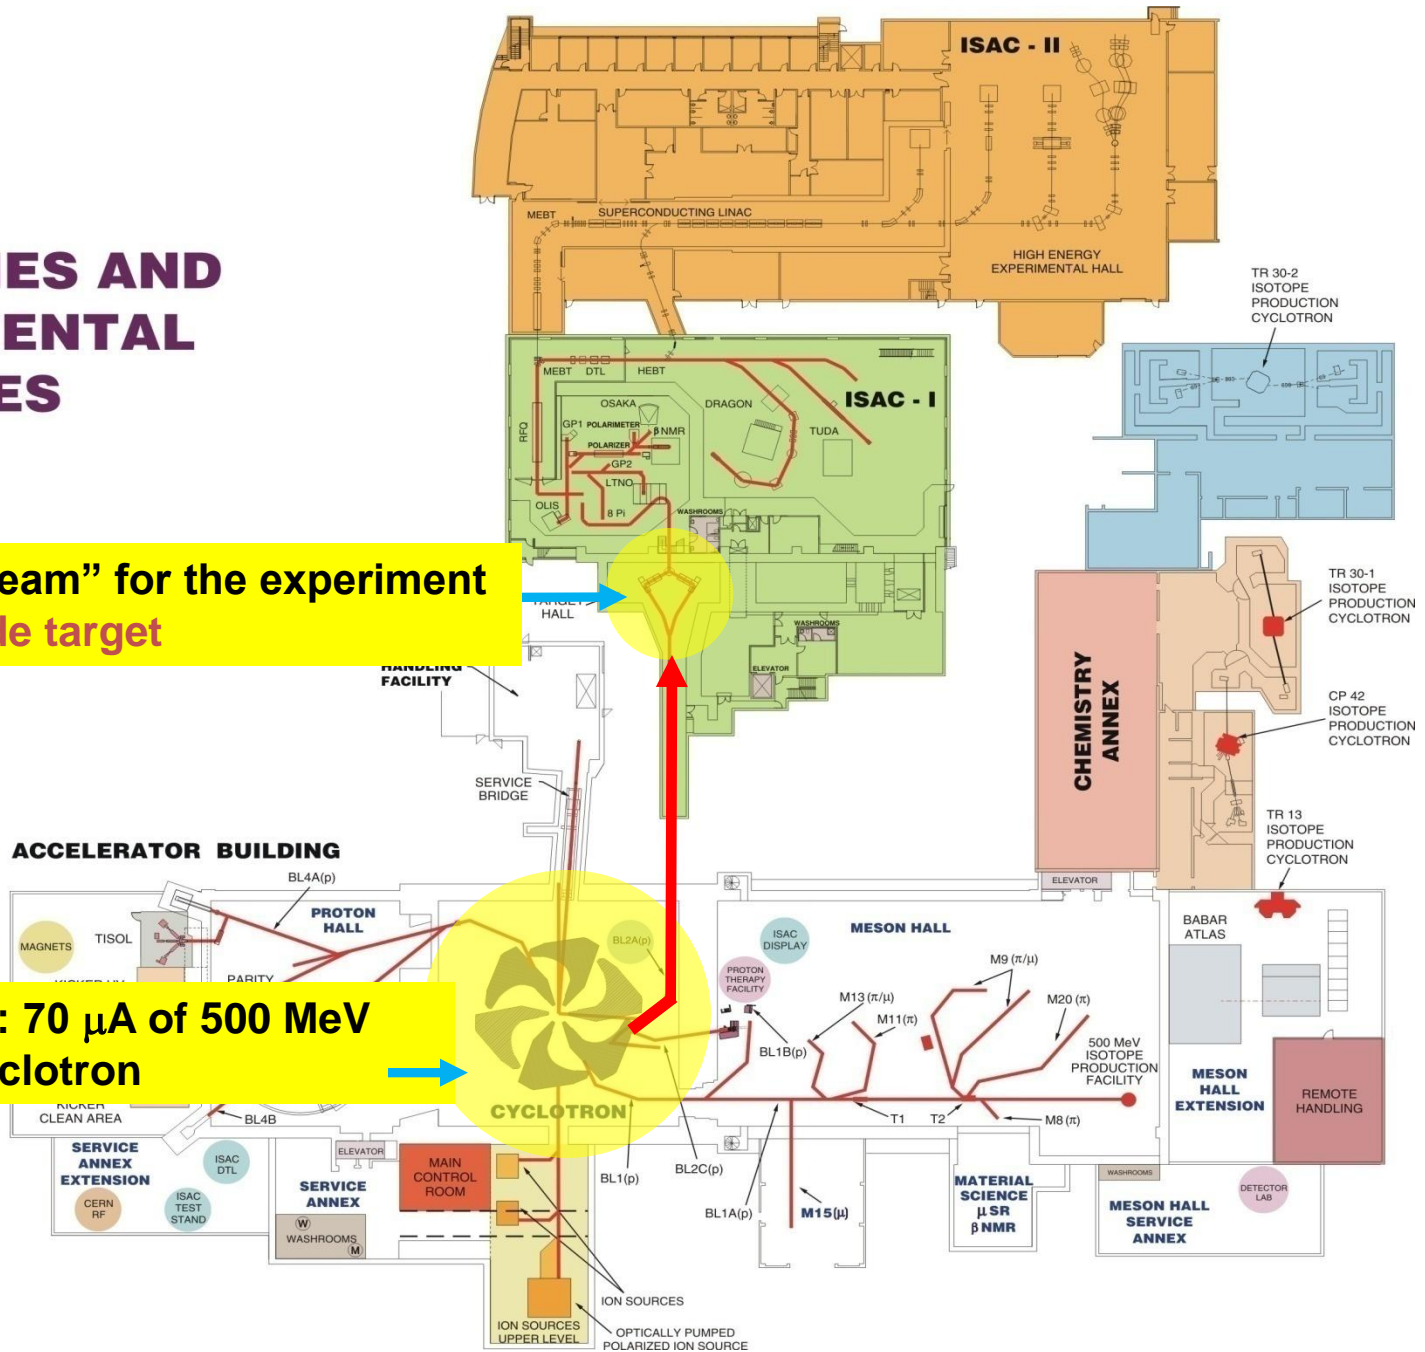 ISAC - II
MEBT
SUPERCONDUCTING LINAC
HIGH ENERGY
EXPERIMENTAL HALL
IES AND
ENTAL
ES
TR 30-2
ISOTOPE
PRODUCTION
CYCLOTRON
MEBT DTL HEBT
ISAC - I
OSAKA
DRAGON
GP1 POLARIMETER
β NMR
TUDA
RFQ
POLARIZER
GP2
LTNO
OLIS
8 Pi
WASHROOMS
eam” for the experiment
de target
TARGET
HALL
WASHROOMS
ELEVATOR
HANDLING
FACILITY
TR 30-1
ISOTOPE
PRODUCTION
CYCLOTRON
CHEMISTRY
ANNEX
CP 42
ISOTOPE
PRODUCTION
CYCLOTRON
SERVICE
BRIDGE
TR 13
ISOTOPE
PRODUCTION
CYCLOTRON
ACCELERATOR BUILDING
BL4A(p)
ELEVATOR
PROTON
HALL
MAGNETS
TISOL
BL2A(p)
ISAC
DISPLAY
MESON HALL
BABAR
ATLAS
PARITY
PROTON
THERAPY
FACILITY
M9 (π/μ)
M13 (π/μ)
M20 (π)
M11(π)
: 70 μA of 500 MeV
clotron
BL1B(p)
500 MeV
ISOTOPE
PRODUCTION
FACILITY
KICKER
CLEAN AREA
BL4B
CYCLOTRON
T1
T2
M8 (π)
MESON
HALL
EXTENSION
REMOTE
HANDLING
SERVICE
ANNEX
EXTENSION
ISAC
DTL
ELEVATOR
MAIN
CONTROL
ROOM
BL1(p)
BL2C(p)
SERVICE
ANNEX
CERN
RF
ISAC
TEST
STAND
W
WASHROOMS
M
BL1A(p)
M15(μ)
MATERIAL
SCIENCE
μ SR
β NMR
WASHROOMS
MESON HALL
SERVICE
ANNEX
DETECTOR
LAB
ION SOURCES
ION SOURCES
UPPER LEVEL
OPTICALLY PUMPED
POLARIZED ION SOURCE